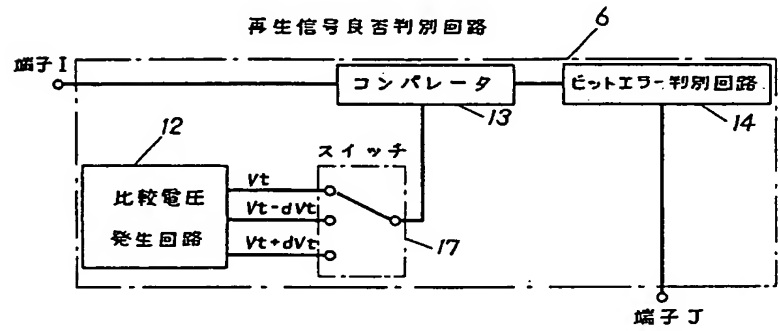 再生信号良否判別回路
6
端子I
コンパレータ
ビットエラー判別回路
13
14
12
スイッチ
比較電圧
発生回路
Vt
Vt-dVt
Vt+dVt
17
端子J